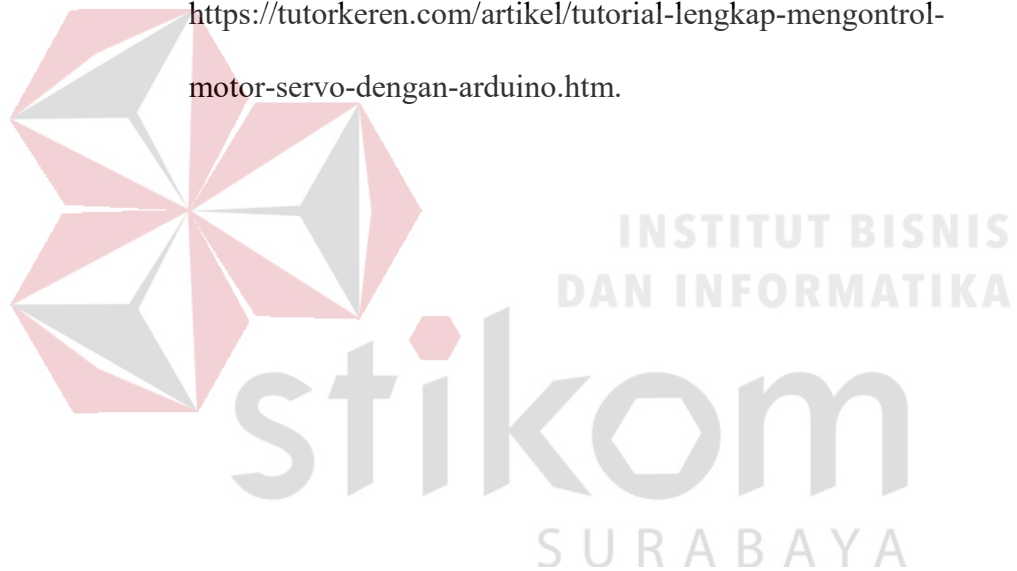 https://tutorkeren.com/artikel/tutorial-lengkap-mengontrol-
motor-servo-dengan-arduino.htm.
INSTITUT BISNIS
DAN INFORMATIKA
stikom
SURABAYA